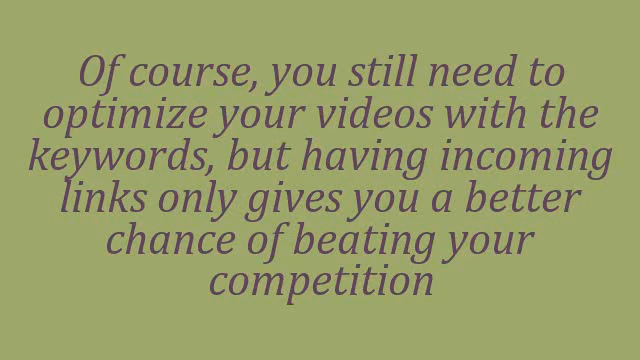 Of course, you still need to
optimize your videos with the
keywords, but having incoming
links only gives you a better
chance of beating your
competition